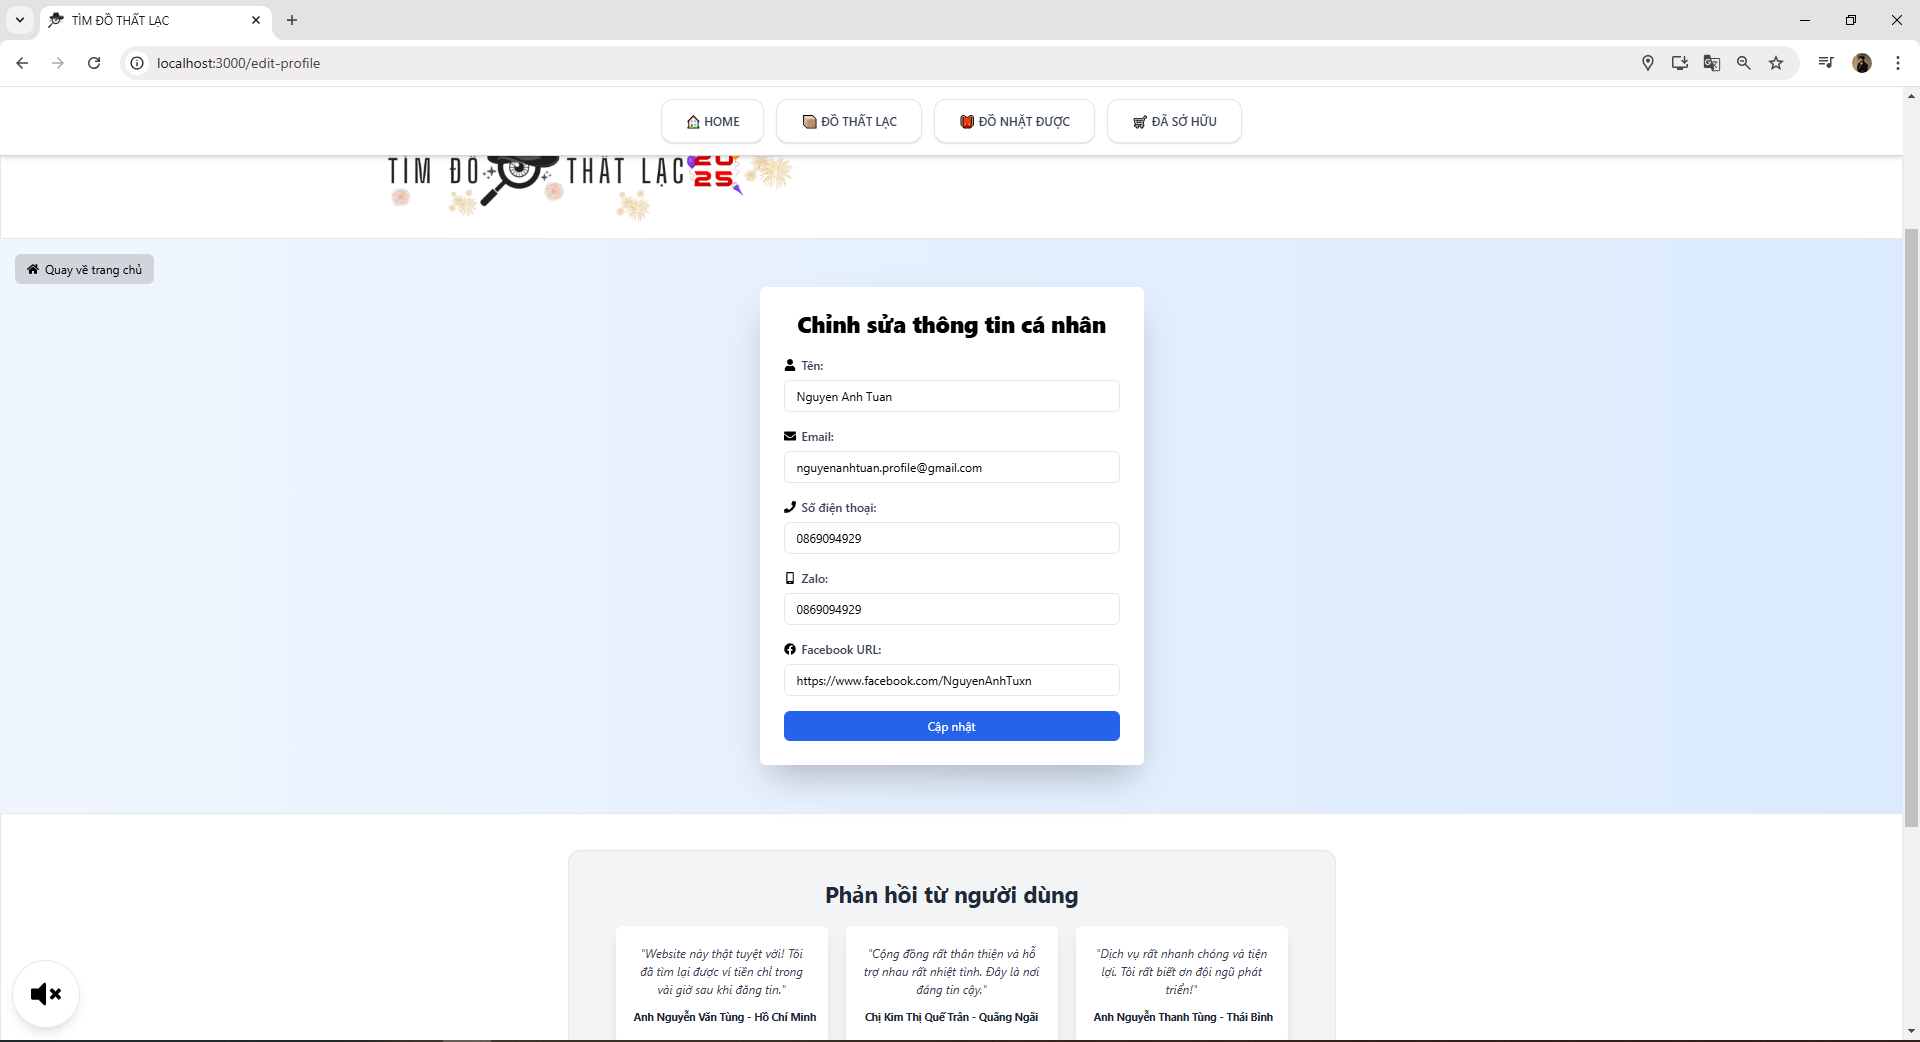 TÌM ĐỒ THẤT LẠC
localhost:3000/edit-profile
HOME
ĐỒ THẤT LẠC
ĐỒ NHẶT ĐƯỢC
ĐÃ SỞ HỮU
TÌM ĐỒ THẤT LẠC 2025
Quay về trang chủ
Chỉnh sửa thông tin cá nhân
Tên:
Nguyen Anh Tuan
Email:
nguyenanhtuan.profile@gmail.com
Số điện thoại:
0869094929
Zalo:
0869094929
Facebook URL:
https://www.facebook.com/NguyenAnhTuxn
Cập nhật
Phản hồi từ người dùng
"Website này thật tuyệt vời! Tôi
đã tìm lại được ví tiền chỉ trong
vài giờ sau khi đăng tin."
Anh Nguyễn Văn Tùng - Hồ Chí Minh
"Cộng đồng rất thân thiện và hỗ
trợ nhau rất nhiệt tình. Đây là nơi
đáng tin cậy."
Chị Kim Thị Quế Trân - Quãng Ngãi
"Dịch vụ rất nhanh chóng và tiện
lợi. Tôi rất biết ơn đội ngũ phát
triển!"
Anh Nguyễn Thanh Tùng - Thái Bình